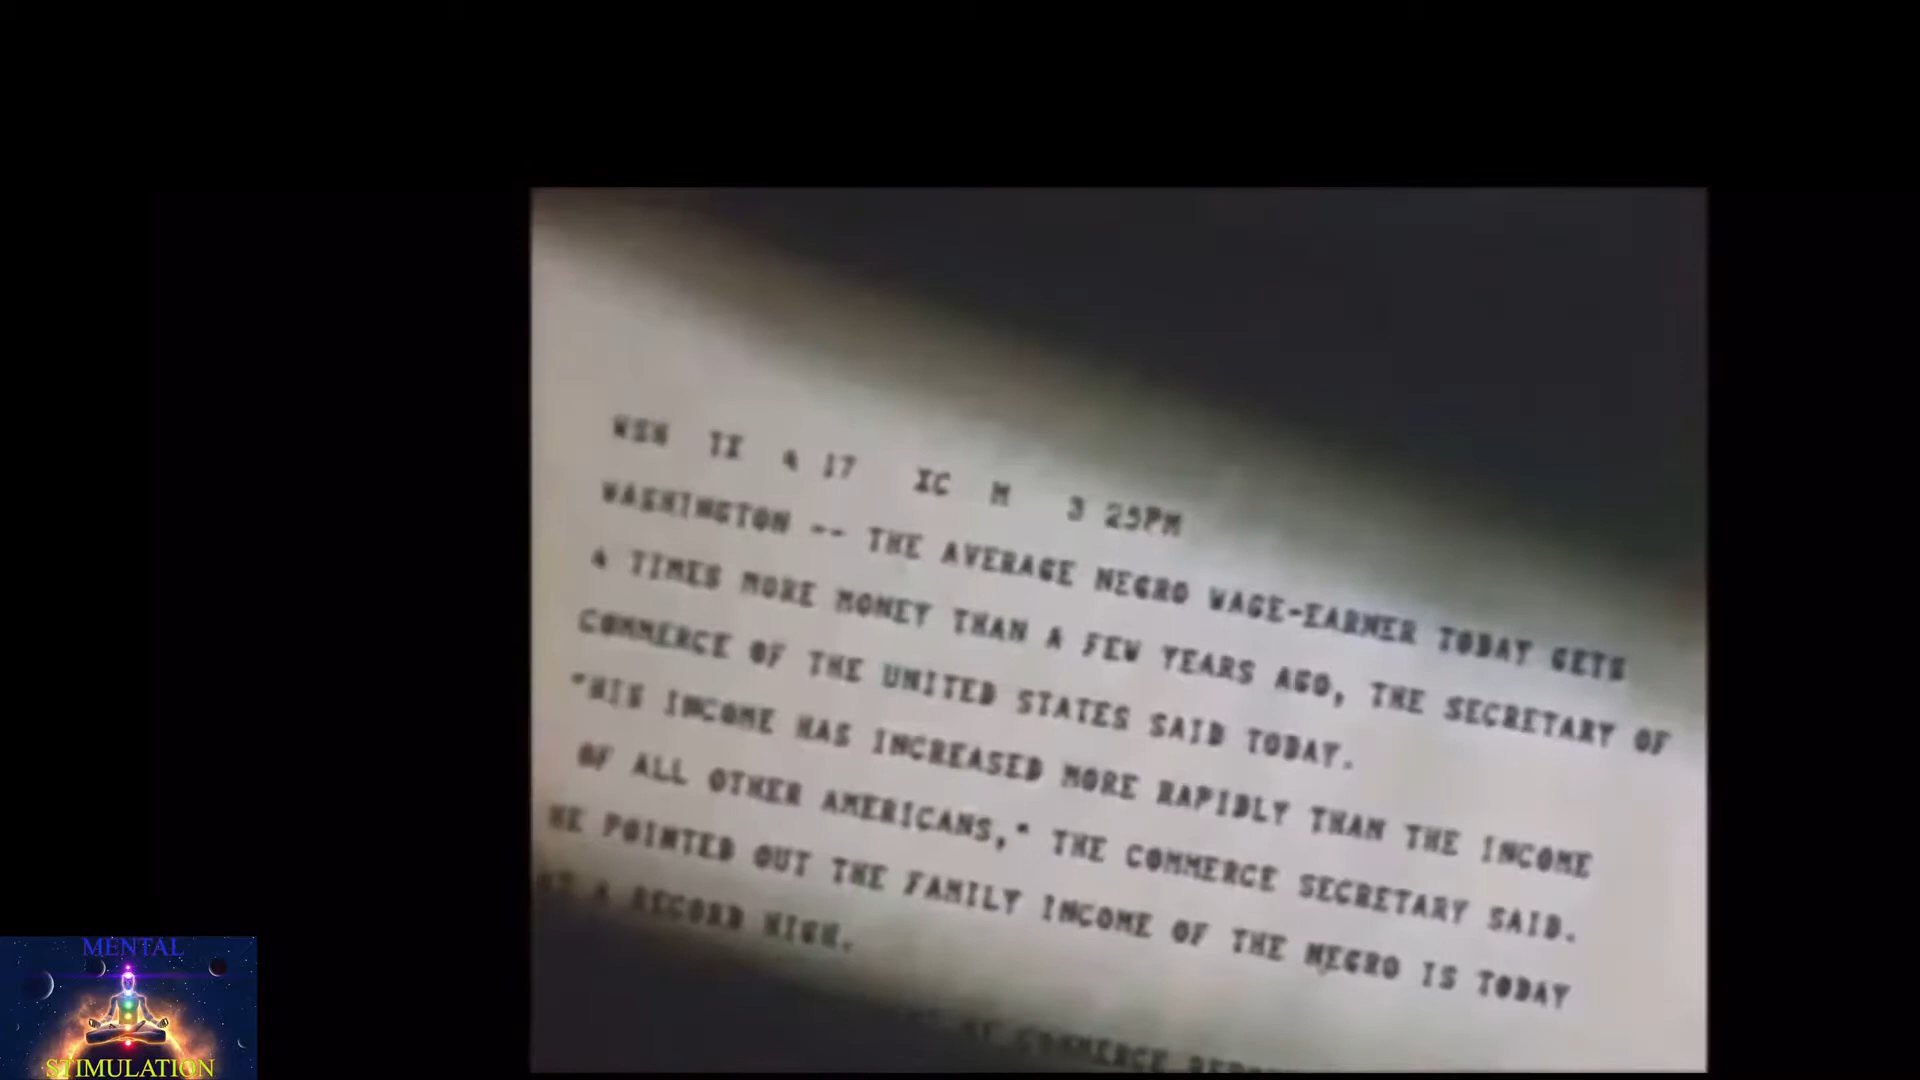 WSH TX 4 17 XC M 3 25PM
WASHINGTON -- THE AVERAGE NEGRO WAGE-EARNER TODAY GETS
4 TIMES MORE MONEY THAN A FEW YEARS AGO, THE SECRETARY OF
COMMERCE OF THE UNITED STATES SAID TODAY.
"HIS INCOME HAS INCREASED MORE RAPIDLY THAN THE INCOME
OF ALL OTHER AMERICANS," THE COMMERCE SECRETARY SAID.
HE POINTED OUT THE FAMILY INCOME OF THE NEGRO IS TODAY
AT A RECORD HIGH.
COMMERCE
MENTAL
STIMULATION